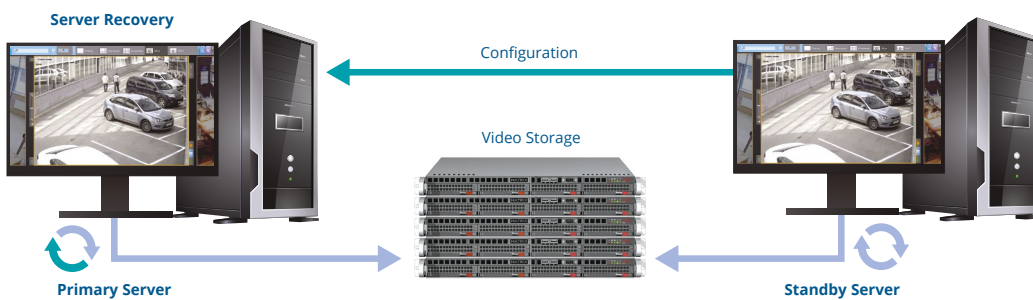 Server Recovery
Configuration
Video Storage
Primary Server
Standby Server